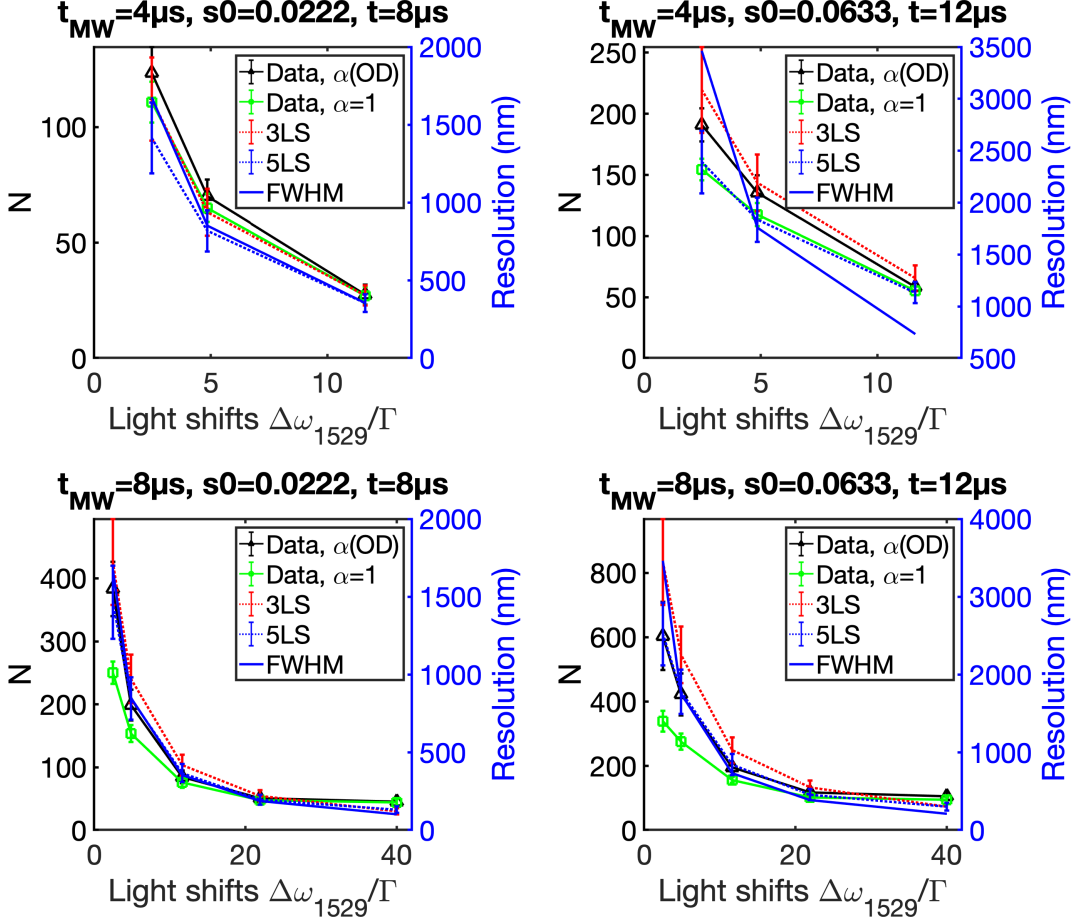 t_MW=4µs, s0=0.0222, t=8µs
N
100
50
0
0 5 10
Light shifts Δω_1529/Γ
2000
1500
1000
500
0
Resolution (nm)
Data, α(OD)
Data, α=1
3LS
5LS
FWHM
t_MW=4µs, s0=0.0633, t=12µs
N
250
200
150
100
50
0
0 5 10
Light shifts Δω_1529/Γ
3500
3000
2500
2000
1500
1000
500
Resolution (nm)
Data, α(OD)
Data, α=1
3LS
5LS
FWHM
t_MW=8µs, s0=0.0222, t=8µs
N
400
300
200
100
0
0 20 40
Light shifts Δω_1529/Γ
2000
1500
1000
500
0
Resolution (nm)
Data, α(OD)
Data, α=1
3LS
5LS
FWHM
t_MW=8µs, s0=0.0633, t=12µs
N
800
600
400
200
0
0 20 40
Light shifts Δω_1529/Γ
4000
3000
2000
1000
0
Resolution (nm)
Data, α(OD)
Data, α=1
3LS
5LS
FWHM